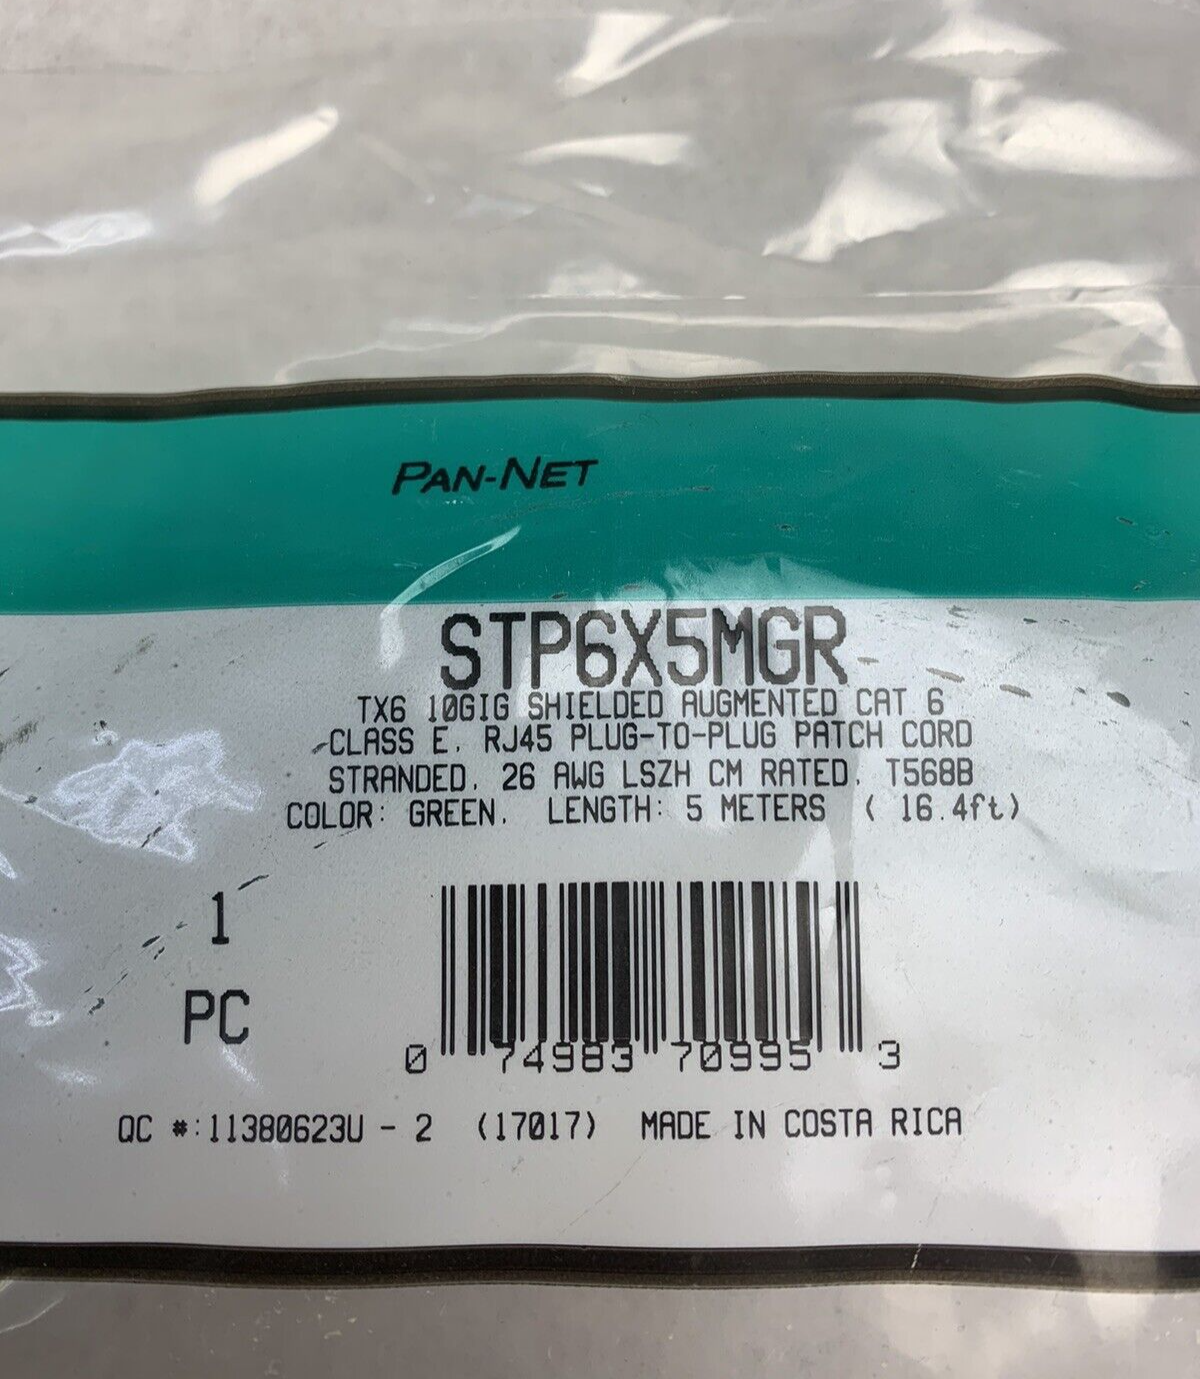 PAN-NET
STP6X5MGR
TX6 10GIG SHIELDED AUGMENTED CAT 6
CLASS E, RJ45 PLUG-TO-PLUG PATCH CORD
STRANDED, 26 AWG LSZH CM RATED, T568B
COLOR: GREEN, LENGTH: 5 METERS ( 16.4ft)
1
PC
0 74983 70995 3
QC #:11380623U - 2 (17017) MADE IN COSTA RICA